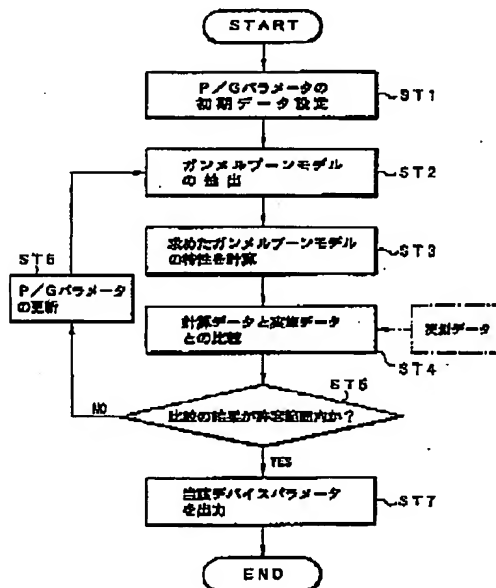 START
P/Gパラメータの
初期データ設定
ST1
ガンメルプーンモデル
の抽出
ST2
ST6
求めたガンメルプーンモデル
の特性を計算
ST3
P/Gパラメータ
の更新
計算データと実施データ
との比較
実測データ
ST4
ST5
比較の結果が許容範囲内か?
NO
YES
当該デバイスパラメータ
を出力
ST7
END